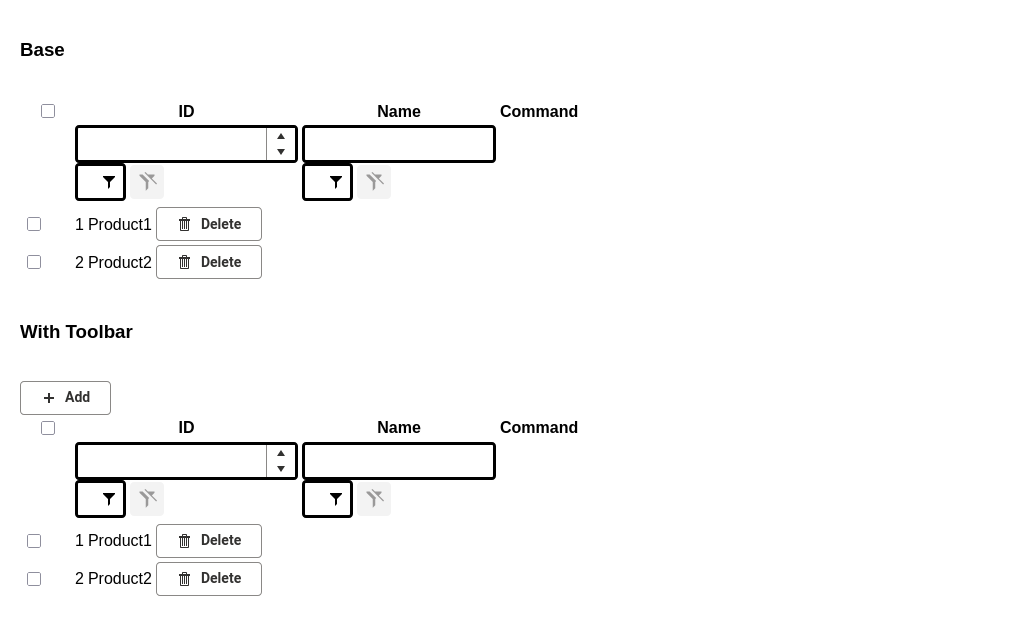 Base
ID Name Command
1 Product1 Delete
2 Product2 Delete
With Toolbar
Add
ID Name Command
1 Product1 Delete
2 Product2 Delete